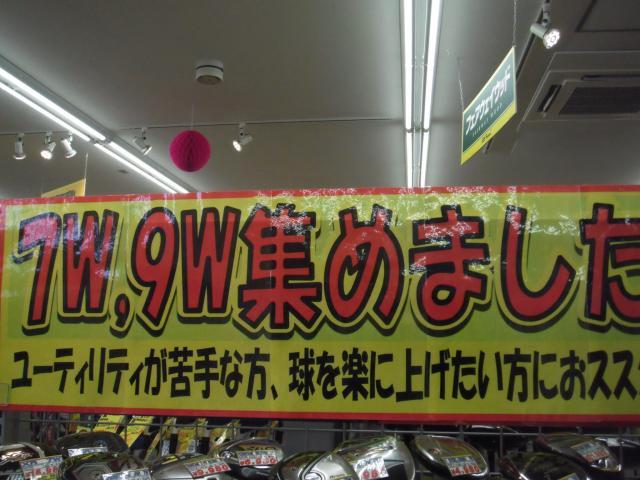 フェアウェイウッド
7W,9W集めました
ユーティリティが苦手な方、球を楽に上げたい方におスス